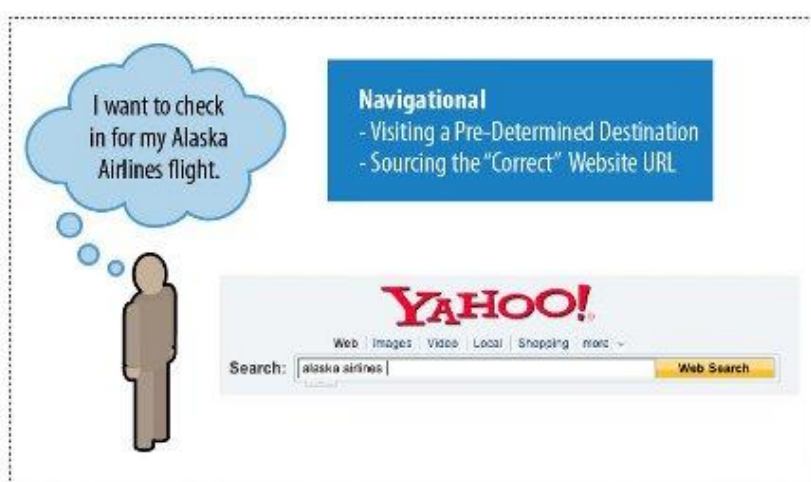 I want to check
in for my Alaska
Airlines flight.
Navigational
- Visiting a Pre-Determined Destination
- Sourcing the "Correct" Website URL
YAHOO!
Web | Images | Video | Local | Shopping | more
Search: alaska airlines Web Search